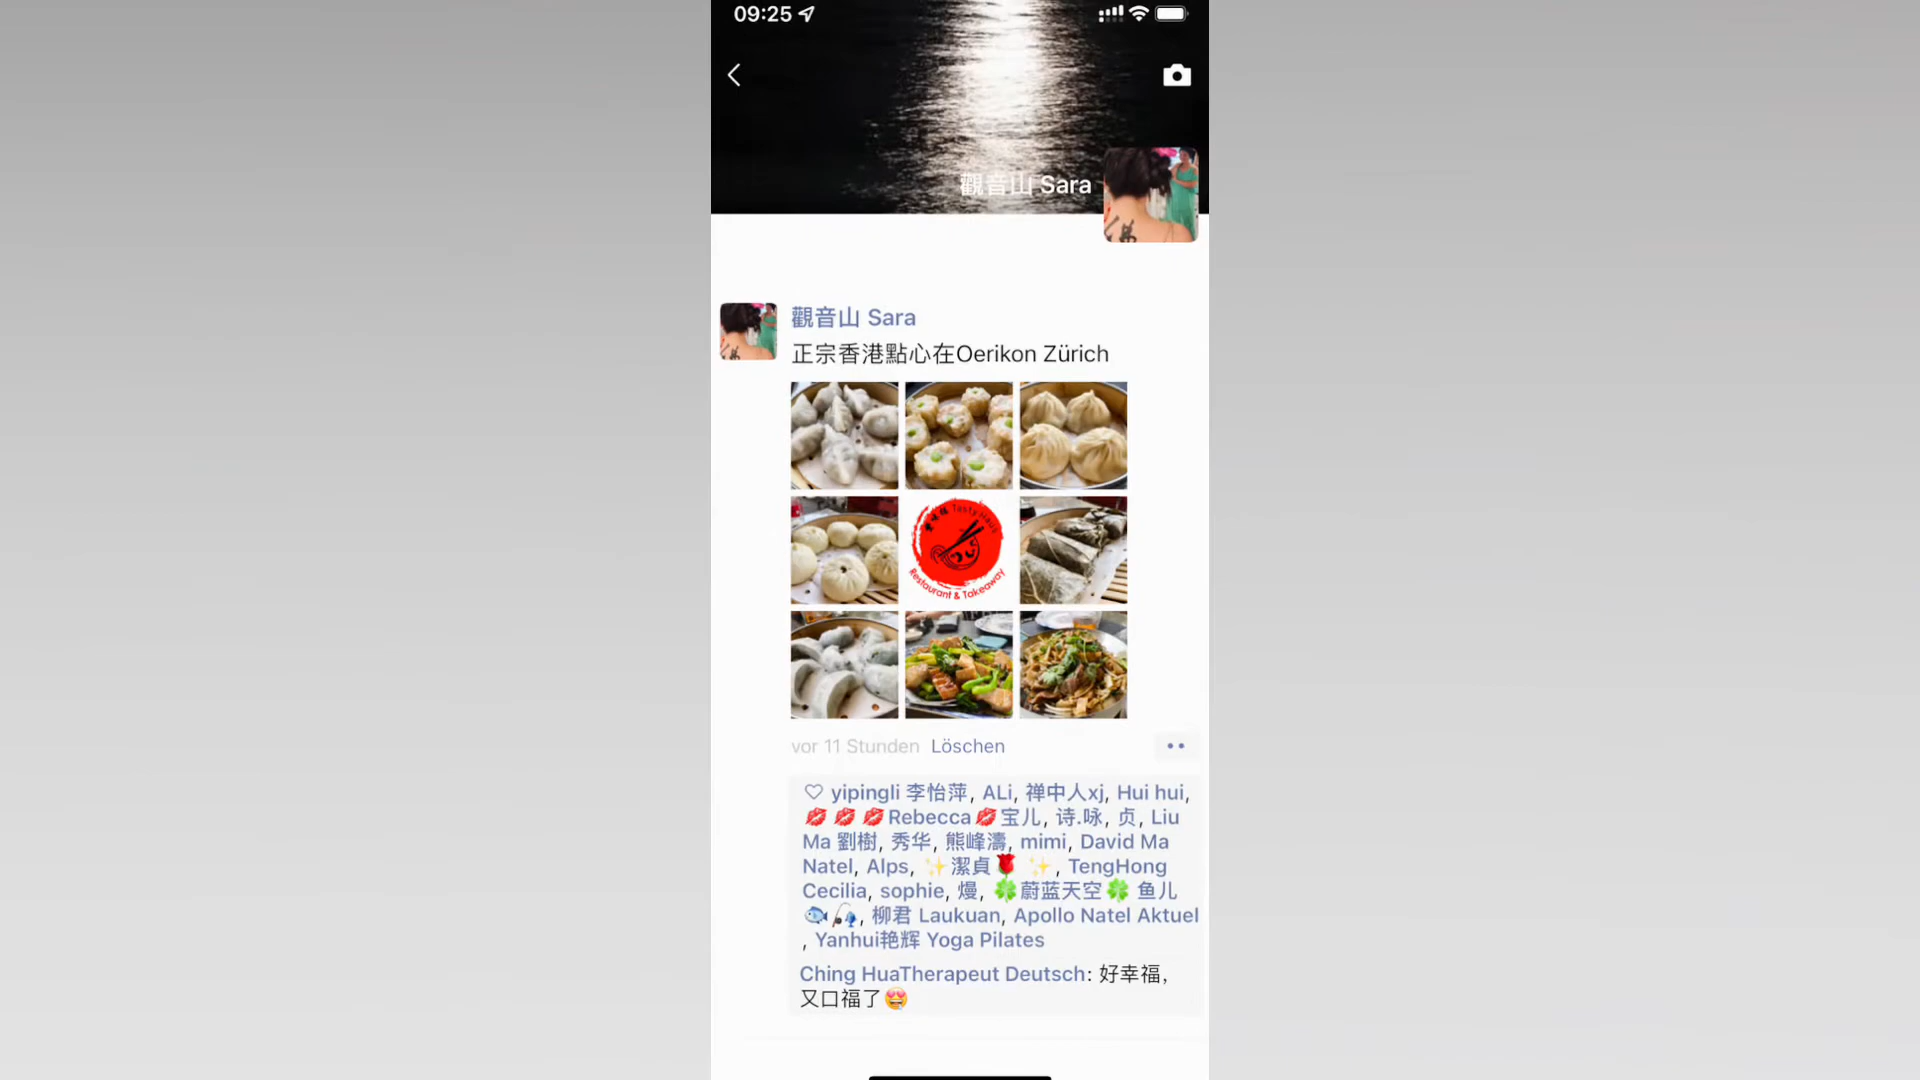 09:25
觀音山 Sara
觀音山 Sara
正宗香港點心在Oerikon Zürich
Tasty Haus
Restaurant & Takeaway
vor 11 Stunden Löschen
yipingli 李怡萍, ALi, 禅中人xj, Hui hui,
💋 💋 💋Rebecca💋宝儿, 诗.咏, 贞, Liu
Ma 劉樹, 秀华, 熊峰濤, mimi, David Ma
Natel, Alps, ✨潔貞🌹 ✨, TengHong
Cecilia, sophie, 熳, 🍀蔚蓝天空🍀 鱼儿
🐟🎣, 柳君 Laukuan, Apollo Natel Aktuel
, Yanhui艳辉 Yoga Pilates
Ching HuaTherapeut Deutsch: 好幸福,
又口福了🤩